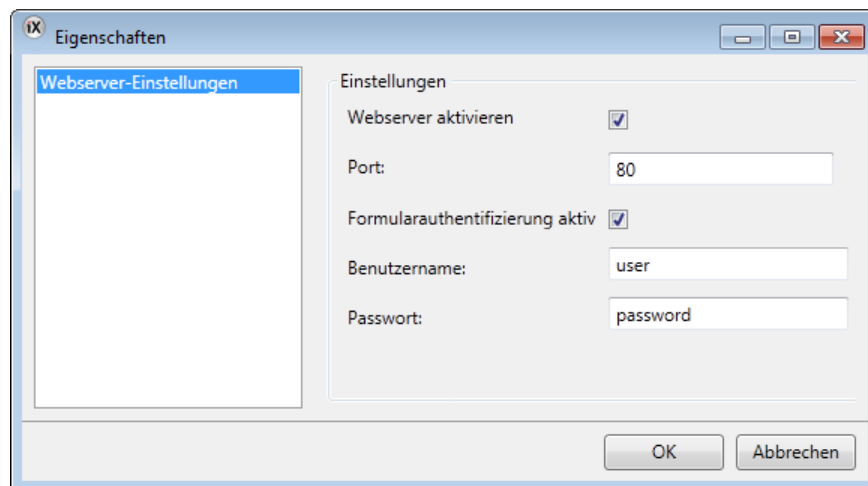 iX
Eigenschaften
Webserver-Einstellungen
Einstellungen
Webserver aktivieren
Port:
80
Formularauthentifizierung aktiv
Benutzername:
user
Passwort:
password
OK
Abbrechen